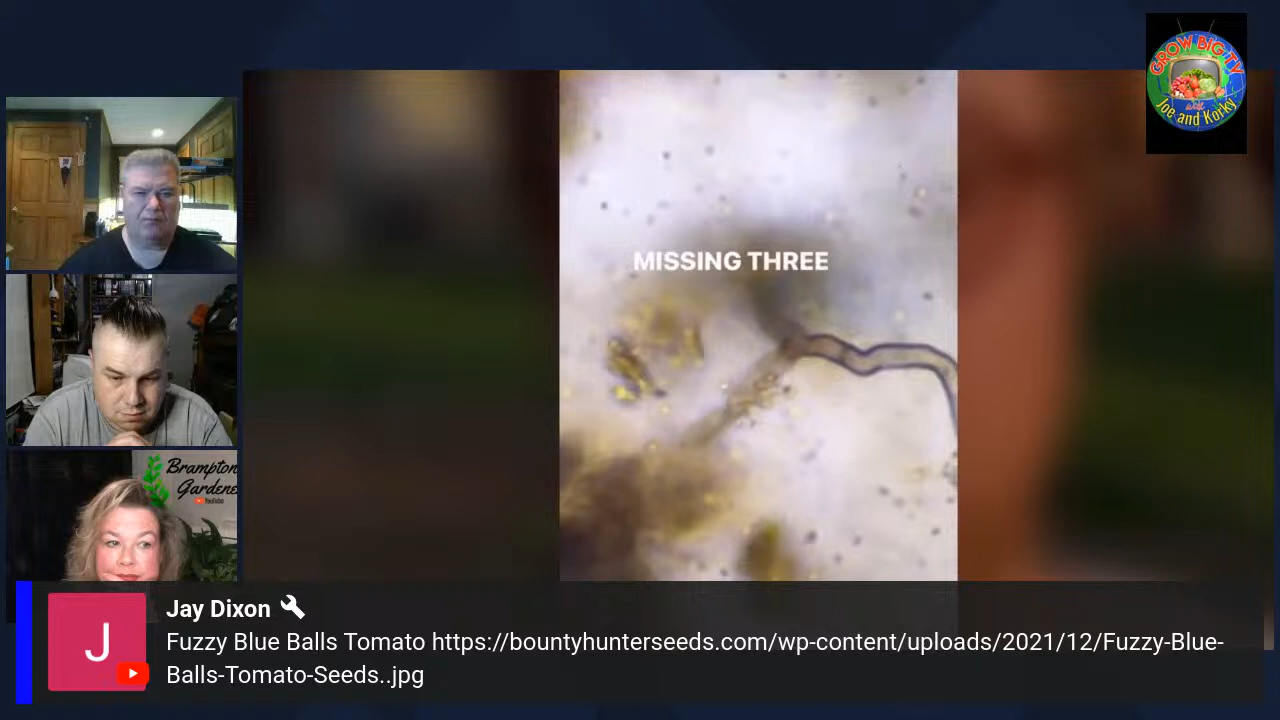 GROW BIG TV
with
Joe and Korky
MISSING THREE
Brampton
Gardene
YouTube
J
Jay Dixon
Fuzzy Blue Balls Tomato https://bountyhunterseeds.com/wp-content/uploads/2021/12/Fuzzy-Blue-
Balls-Tomato-Seeds..jpg